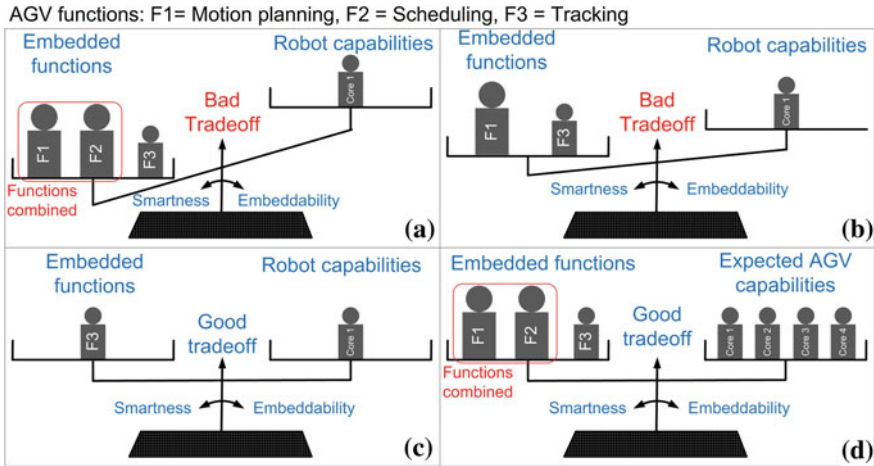 AGV functions: F1= Motion planning, F2 = Scheduling, F3 = Tracking
Embedded
functions
Robot capabilities
Core 1
Bad
Tradeoff
F1
F2
F3
Functions
combined
Smartness
Embeddability
(a)
Embedded
functions
Robot capabilities
Core 1
Bad
Tradeoff
F1
F3
Smartness
Embeddability
(b)
Embedded
functions
Robot capabilities
F3
Good
tradeoff
Core 1
Smartness
Embeddability
(c)
Embedded functions
Expected AGV
capabilities
F1
F2
F3
Good
tradeoff
Core 1
Core 2
Core 3
Core 4
Functions
combined
Smartness
Embeddability
(d)